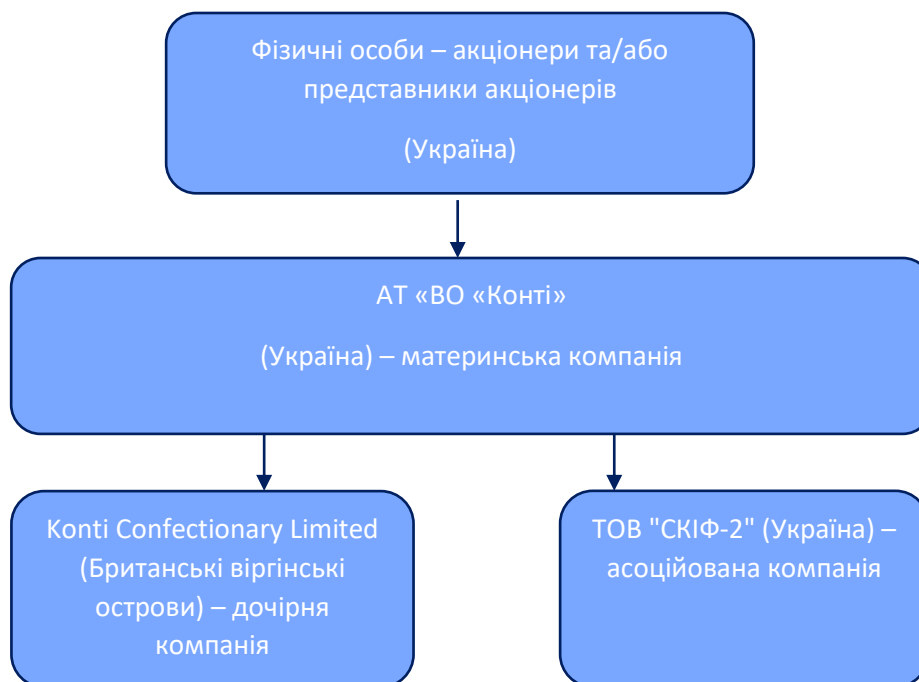 Фізичні особи – акціонери та/або
представники акціонерів
(Україна)
АТ «ВО «Конті»
(Україна) – материнська компанія
Konti Confectionary Limited
(Британські віргінські
острови) – дочірня
компанія
ТОВ "СКІФ-2" (Україна) –
асоційована компанія